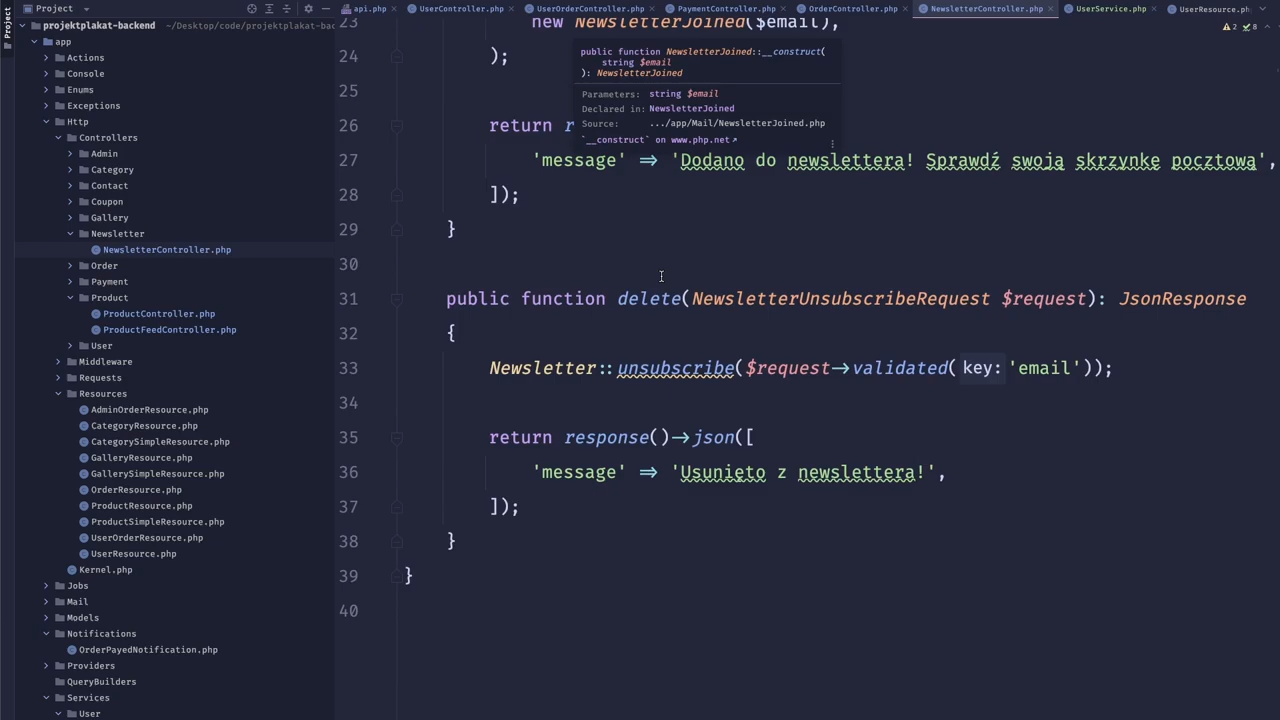 Project
api.php
UserController.php
UserOrderController.php
PaymentController.php
OrderController.php
NewsletterController.php
UserService.php
UserResource.php
2
8
Project
projektplakat-backend ~/Desktop/code/projektplakat-back
app
Actions
Console
Enums
Exceptions
Http
Controllers
Admin
Category
Contact
Coupon
Gallery
Newsletter
NewsletterController.php
Order
Payment
Product
ProductController.php
ProductFeedController.php
User
Middleware
Requests
Resources
AdminOrderResource.php
CategoryResource.php
CategorySimpleResource.php
GalleryResource.php
GallerySimpleResource.php
OrderResource.php
ProductResource.php
ProductSimpleResource.php
UserOrderResource.php
UserResource.php
Kernel.php
Jobs
Mail
Models
Notifications
OrderPayedNotification.php
Providers
QueryBuilders
Services
User
23 new NewsletterJoined($email),
24 );
25
26 return r
27 'message' => 'Dodano do newslettera! Sprawdź swoją skrzynkę pocztową',
28 ]);
29 }
30
31 public function delete(NewsletterUnsubscribeRequest $request): JsonResponse
32 {
33 Newsletter::unsubscribe($request->validated( key: 'email'));
34
35 return response()->json([
36 'message' => 'Usunięto z newslettera!',
37 ]);
38 }
39 }
40
public function NewsletterJoined::__construct(
string $email
): NewsletterJoined
Parameters: string $email
Declared in: NewsletterJoined
Source: .../app/Mail/NewsletterJoined.php
`__construct` on www.php.net↗